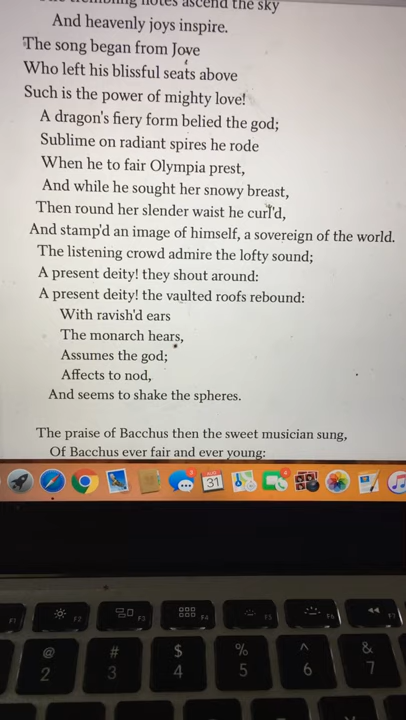 notes ascend the sky
And heavenly joys inspire.
The song began from Jove
Who left his blissful seats above
Such is the power of mighty love!
A dragon's fiery form belied the god;
Sublime on radiant spires he rode
When he to fair Olympia prest,
And while he sought her snowy breast,
Then round her slender waist he curl'd,
And stamp'd an image of himself, a sovereign of the world.
The listening crowd admire the lofty sound;
A present deity! they shout around:
A present deity! the vaulted roofs rebound:
With ravish'd ears
The monarch hears,
Assumes the god;
Affects to nod,
And seems to shake the spheres.
The praise of Bacchus then the sweet musician sung,
Of Bacchus ever fair and ever young:
31
F1 F2 F3 F4 F5 F6 F7
@ # $ % ^ &
2 3 4 5 6 7